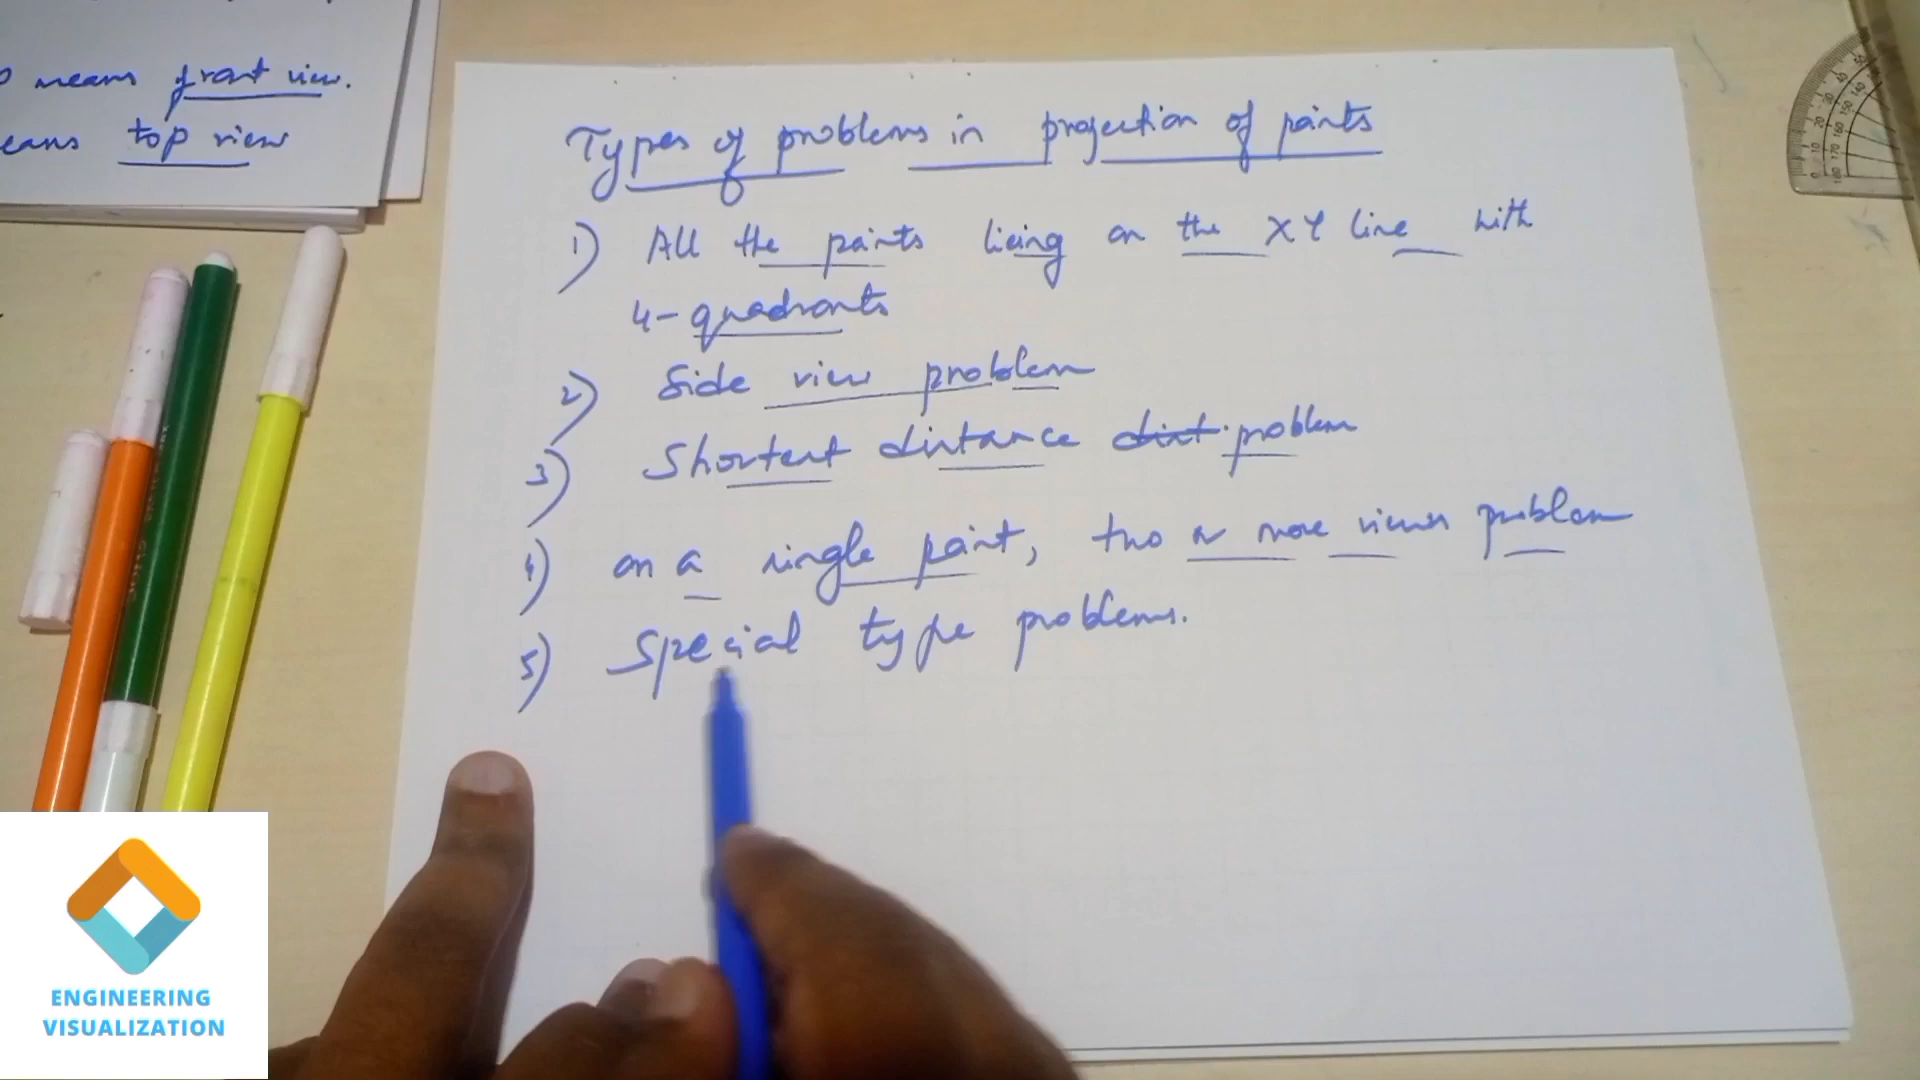 means front view.
eans top view
Types of problems in projection of points
1) All the points lieing on the XY line with
4-quadrants
2) Side view problem
3) Shortest distance dist. problem
4) on a single point, two or more views problem
5) Special type problems.
ENGINEERING
VISUALIZATION